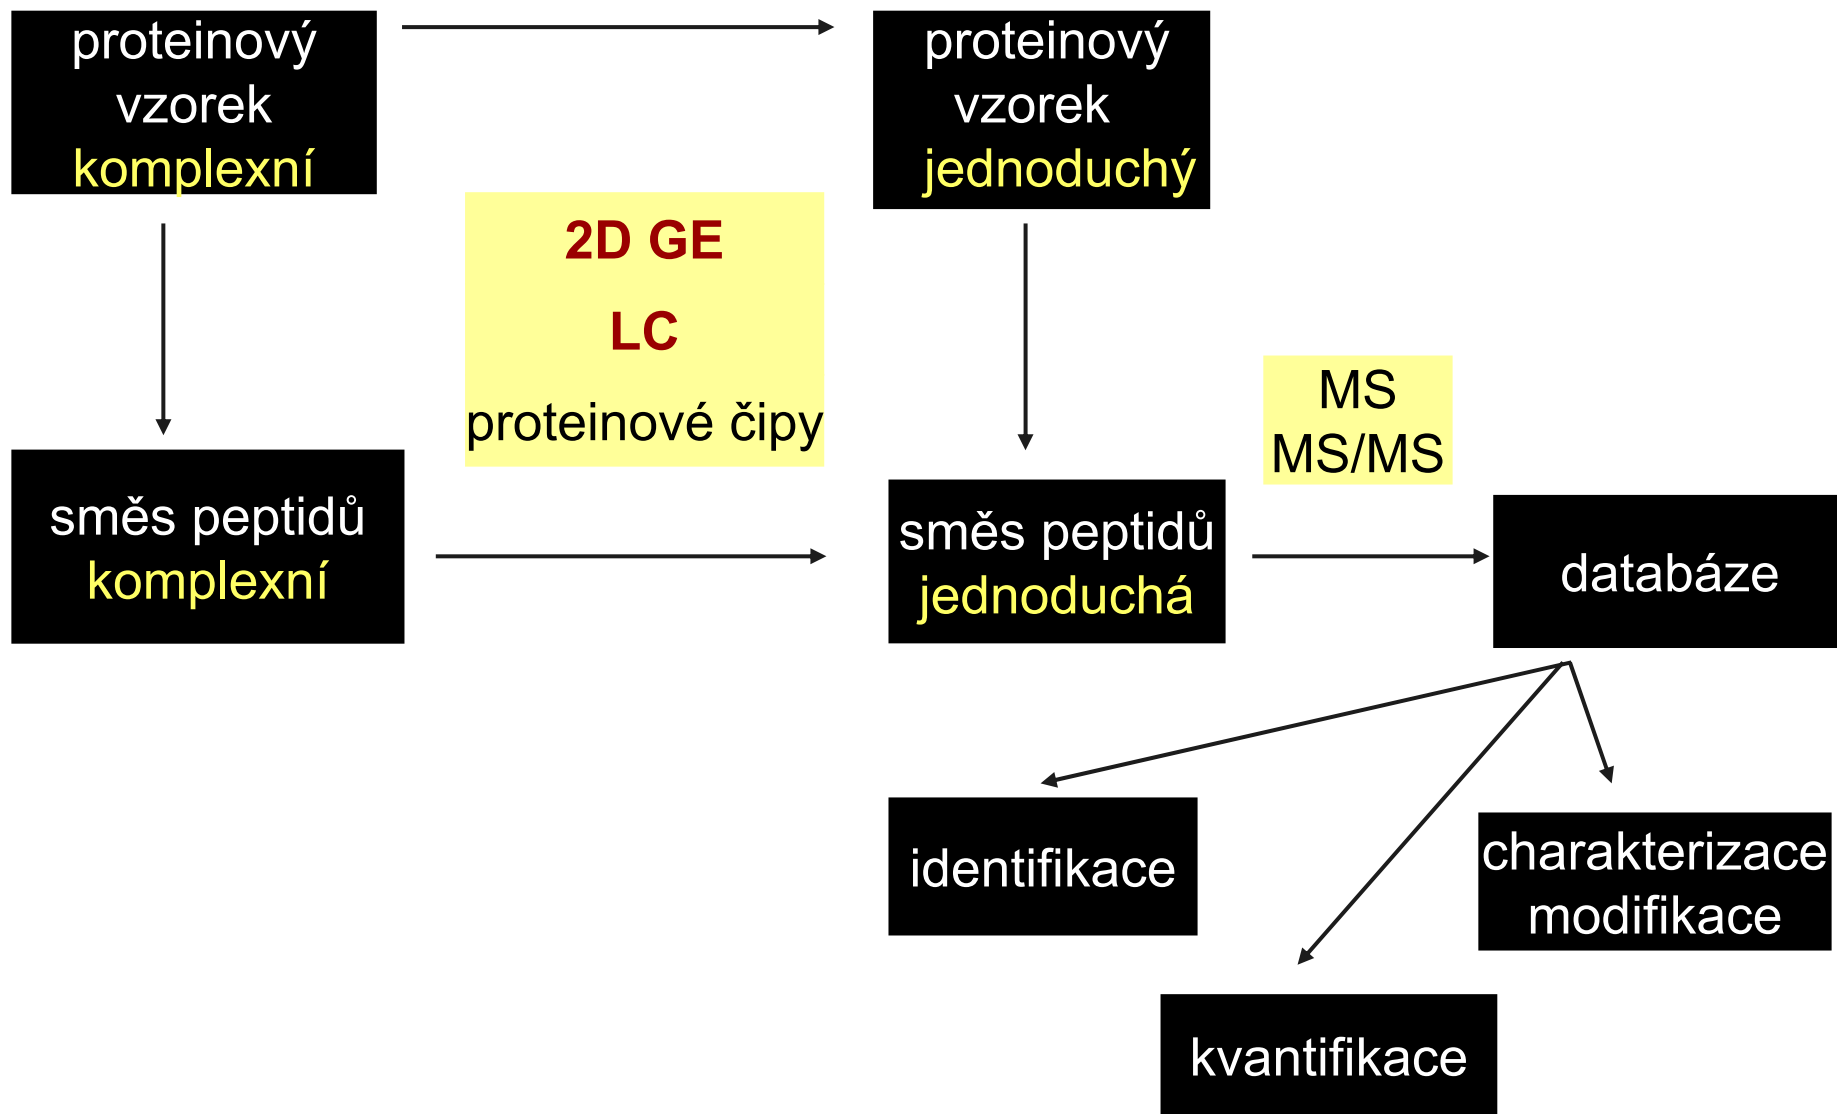 proteinový
vzorek
komplexní
proteinový
vzorek
jednoduchý
2D GE
LC
proteinové čipy
MS
MS/MS
směs peptidů
komplexní
směs peptidů
jednoduchá
databáze
identifikace
charakterizace
modifikace
kvantifikace